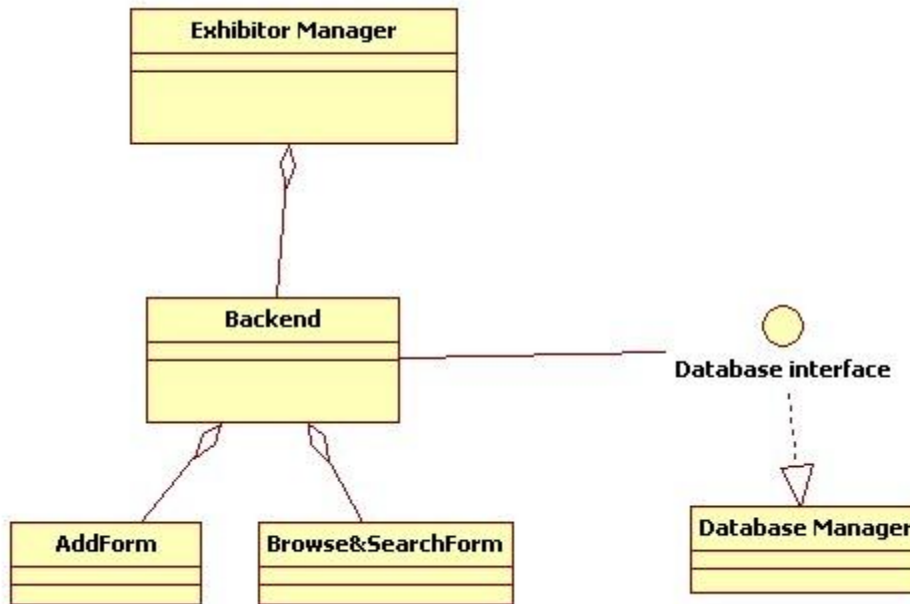 Exhibitor Manager
Backend
Database interface
AddForm
Browse&SearchForm
Database Manager